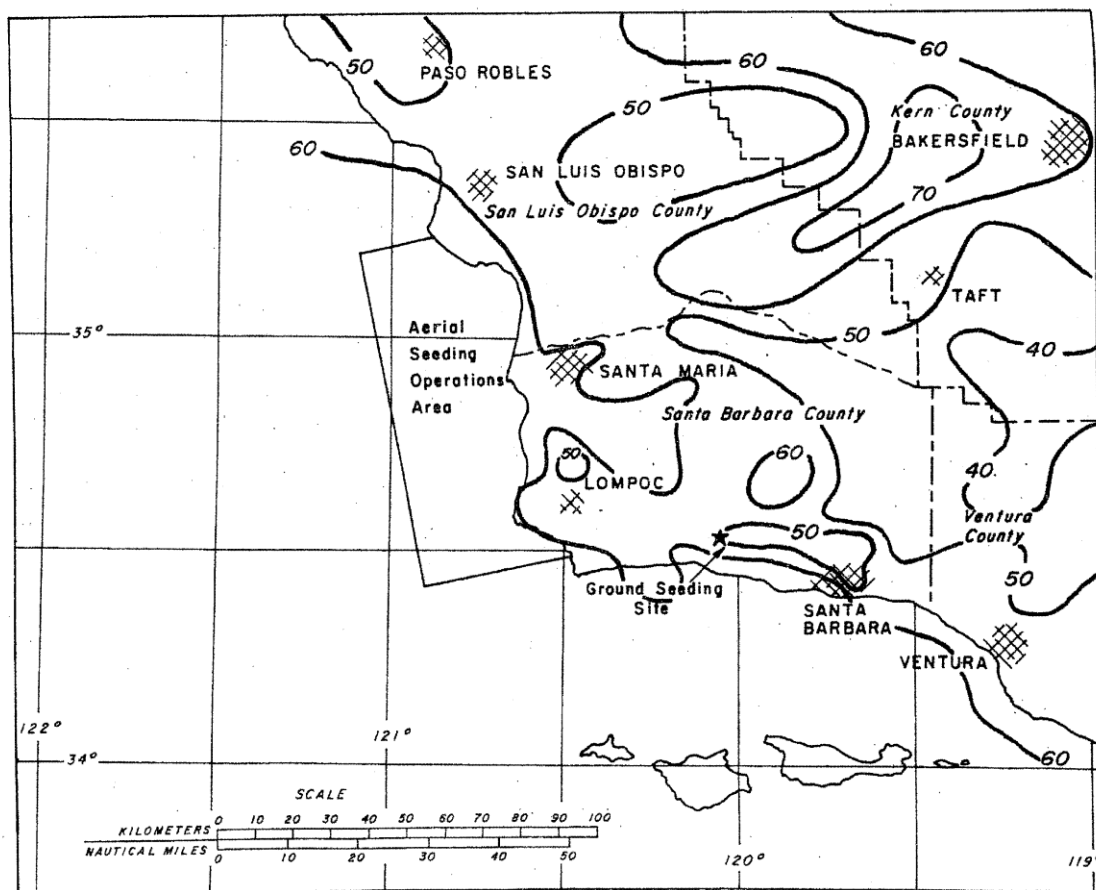 60
60
50
PASO ROBLES
50
Kern County
BAKERSFIELD
60
SAN LUIS OBISPO
San Luis Obispo County
70
TAFT
35°
50
40
Aerial
Seeding
Operations
Area
SANTA MARIA
Santa Barbara County
50
60
40
LOMPOC
Ventura
County
50
50
Ground Seeding
Site
SANTA
BARBARA
VENTURA
122°
121°
34°
60
SCALE
0 10 20 30 40 50 60 70 80 90 100
KILOMETERS
NAUTICAL MILES
0 10 20 30 40 50
120°
119°